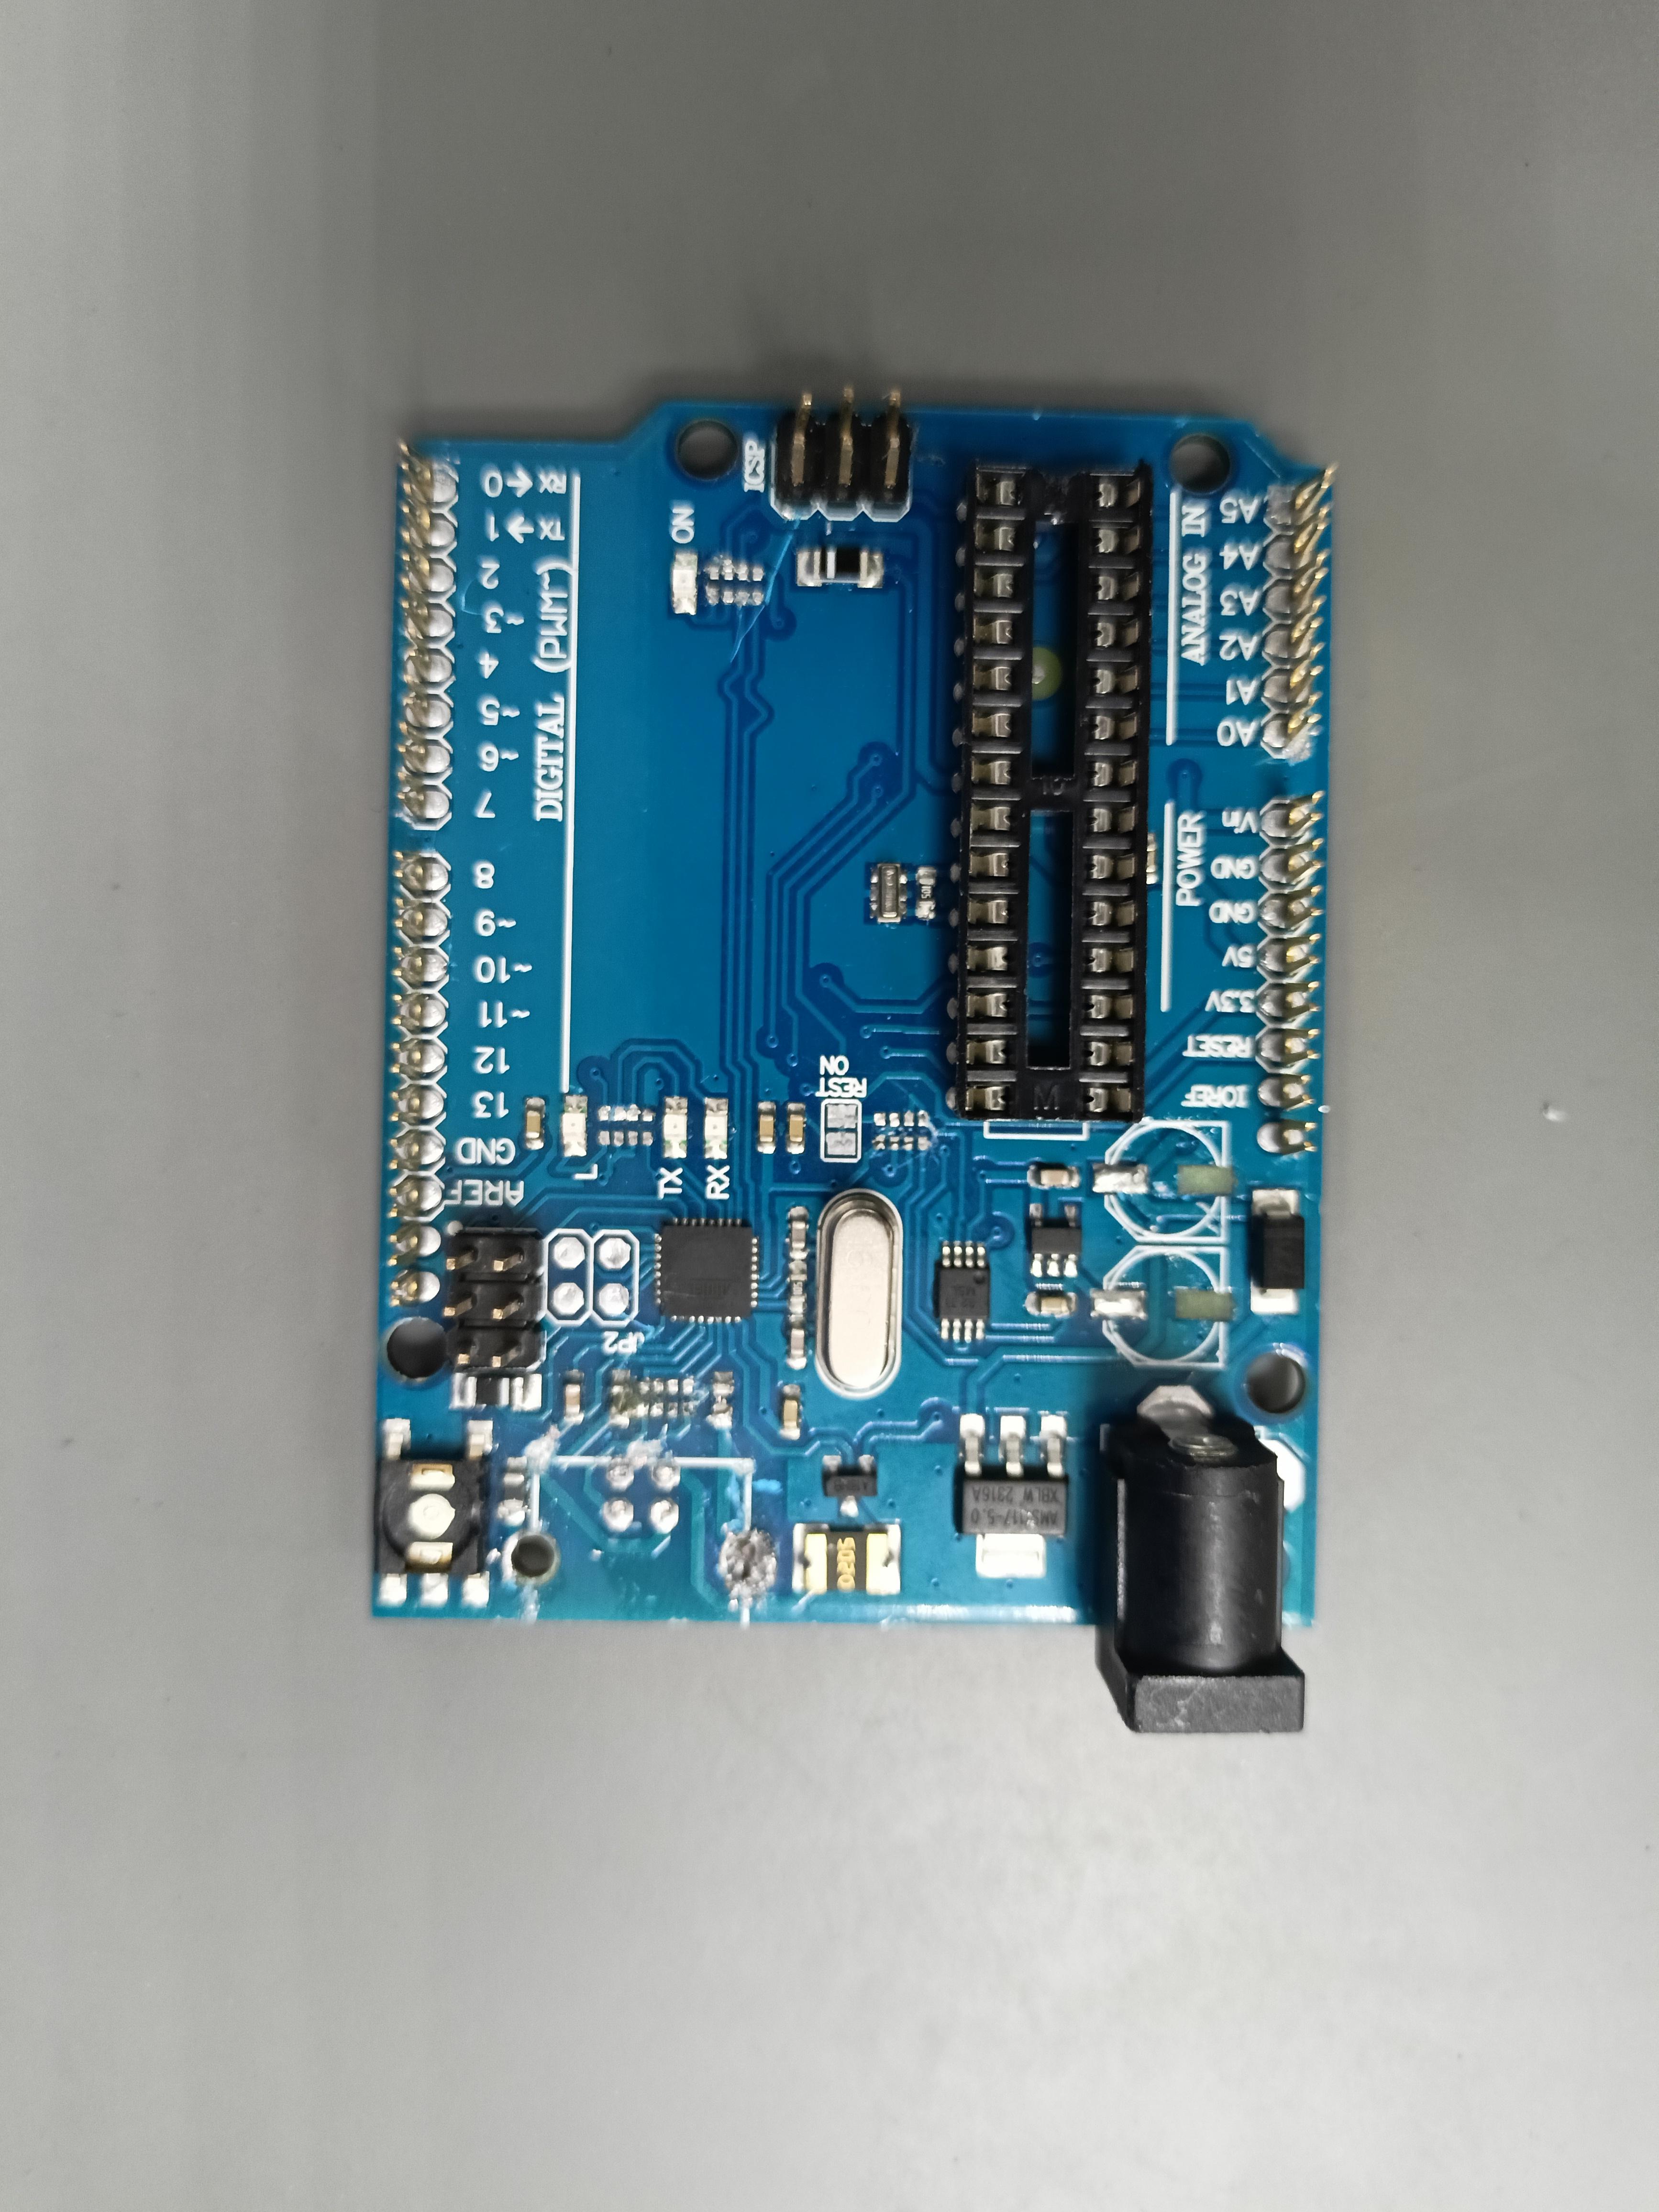 ICSP
ON
RX
TX
0
1
2
~3
4
~5
~6
7
8
~9
~10
~11
12
13
GND
AREF
DIGITAL (PWM~)
ANALOG IN
A5
A4
A3
A2
A1
A0
POWER
Vin
GND
GND
5V
3.3V
RESET
IOREF
REST
ON
L
TX
RX
JP2
AMS1117-5.0
XBLW 2316A